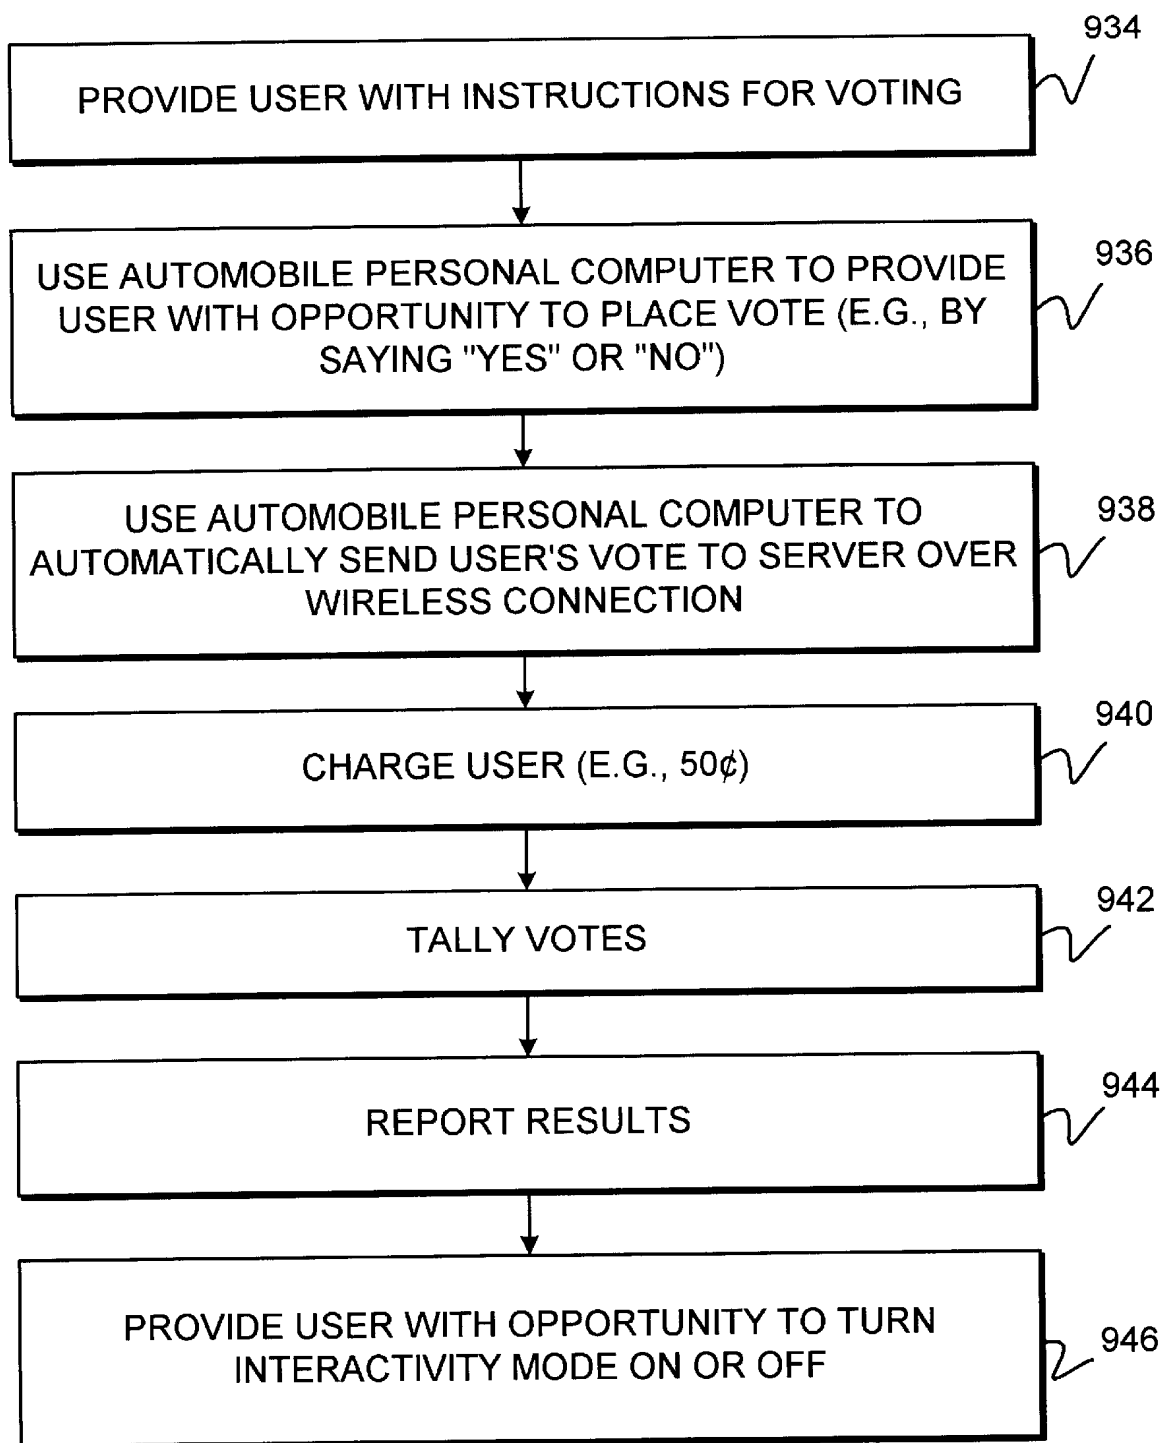 934
PROVIDE USER WITH INSTRUCTIONS FOR VOTING
936
USE AUTOMOBILE PERSONAL COMPUTER TO PROVIDE
USER WITH OPPORTUNITY TO PLACE VOTE (E.G., BY
SAYING "YES" OR "NO")
938
USE AUTOMOBILE PERSONAL COMPUTER TO
AUTOMATICALLY SEND USER'S VOTE TO SERVER OVER
WIRELESS CONNECTION
940
CHARGE USER (E.G., 50¢)
942
TALLY VOTES
944
REPORT RESULTS
PROVIDE USER WITH OPPORTUNITY TO TURN
INTERACTIVITY MODE ON OR OFF
946